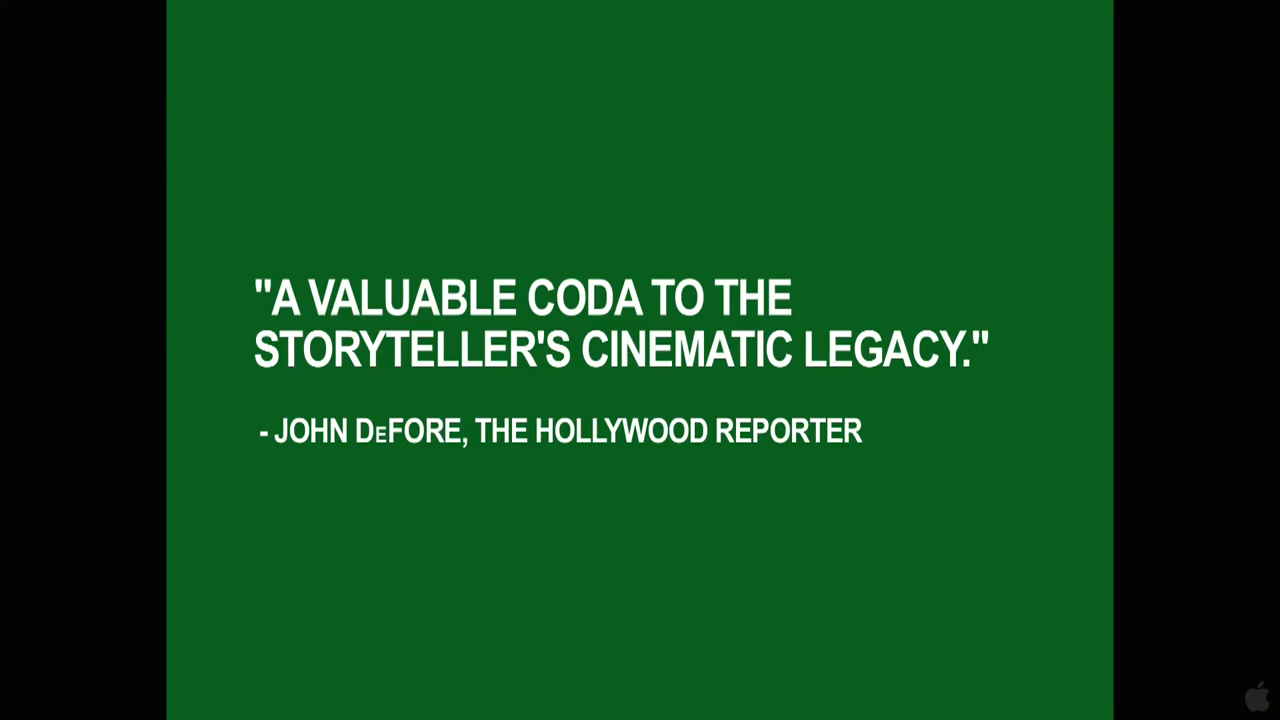 "A VALUABLE CODA TO THE
STORYTELLER'S CINEMATIC LEGACY."
- JOHN DeFORE, THE HOLLYWOOD REPORTER